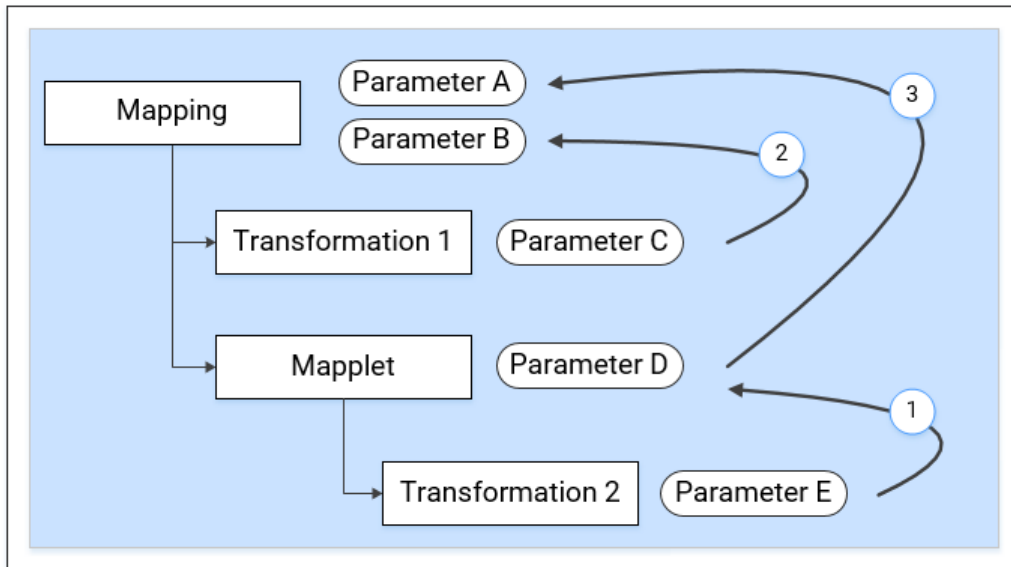 Mapping
Parameter A
3
Parameter B
2
Transformation 1
Parameter C
Mapplet
Parameter D
1
Transformation 2
Parameter E